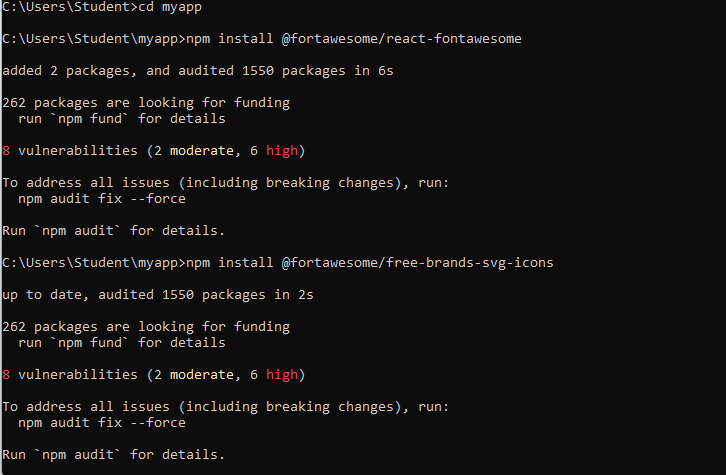 C:\Users\Student>cd myapp
C:\Users\Student\myapp>npm install @fortawesome/react-fontawesome
added 2 packages, and audited 1550 packages in 6s
262 packages are looking for funding
  run `npm fund` for details
8 vulnerabilities (2 moderate, 6 high)
To address all issues (including breaking changes), run:
  npm audit fix --force
Run `npm audit` for details.
C:\Users\Student\myapp>npm install @fortawesome/free-brands-svg-icons
up to date, audited 1550 packages in 2s
262 packages are looking for funding
  run `npm fund` for details
8 vulnerabilities (2 moderate, 6 high)
To address all issues (including breaking changes), run:
  npm audit fix --force
Run `npm audit` for details.